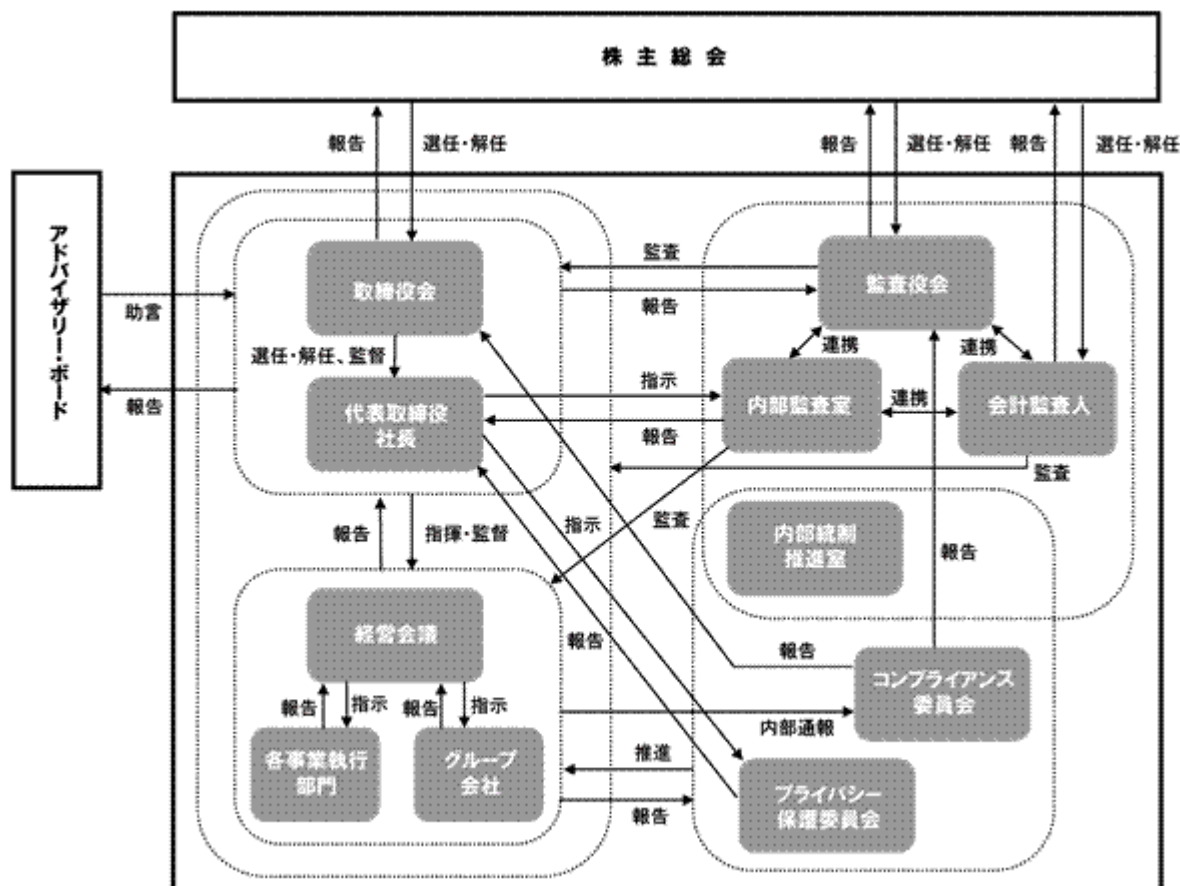 株主総会
報告
選任・解任
報告
選任・解任
報告
選任・解任
アドバイザリー・ボード
助言
報告
取締役会
選任・解任、監督
代表取締役
社長
監査
報告
監査役会
連携
連携
指示
報告
内部監査室
連携
会計監査人
監査
報告
指揮・監督
指示
監査
内部統制
推進室
報告
経営会議
報告
指示
報告
指示
各事業執行
部門
グループ
会社
報告
報告
コンプライアンス
委員会
内部通報
推進
報告
プライバシー
保護委員会